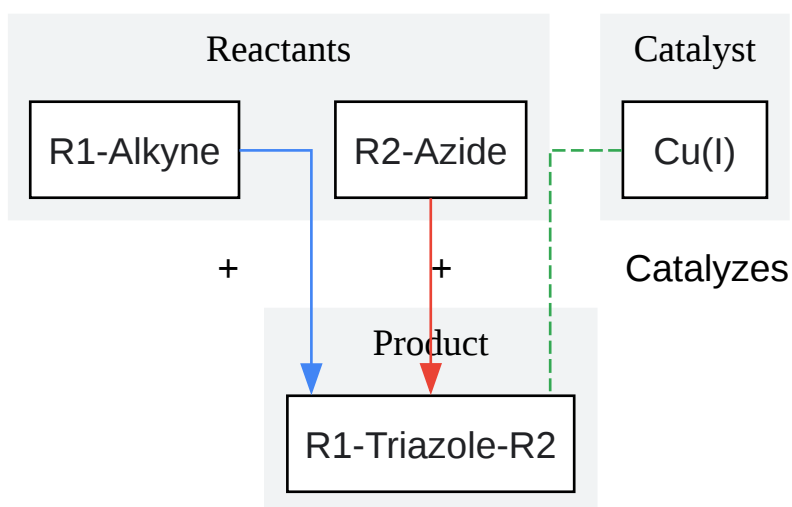 Reactants
Catalyst
R1-Alkyne
R2-Azide
Cu(I)
+
+
Catalyzes
Product
R1-Triazole-R2